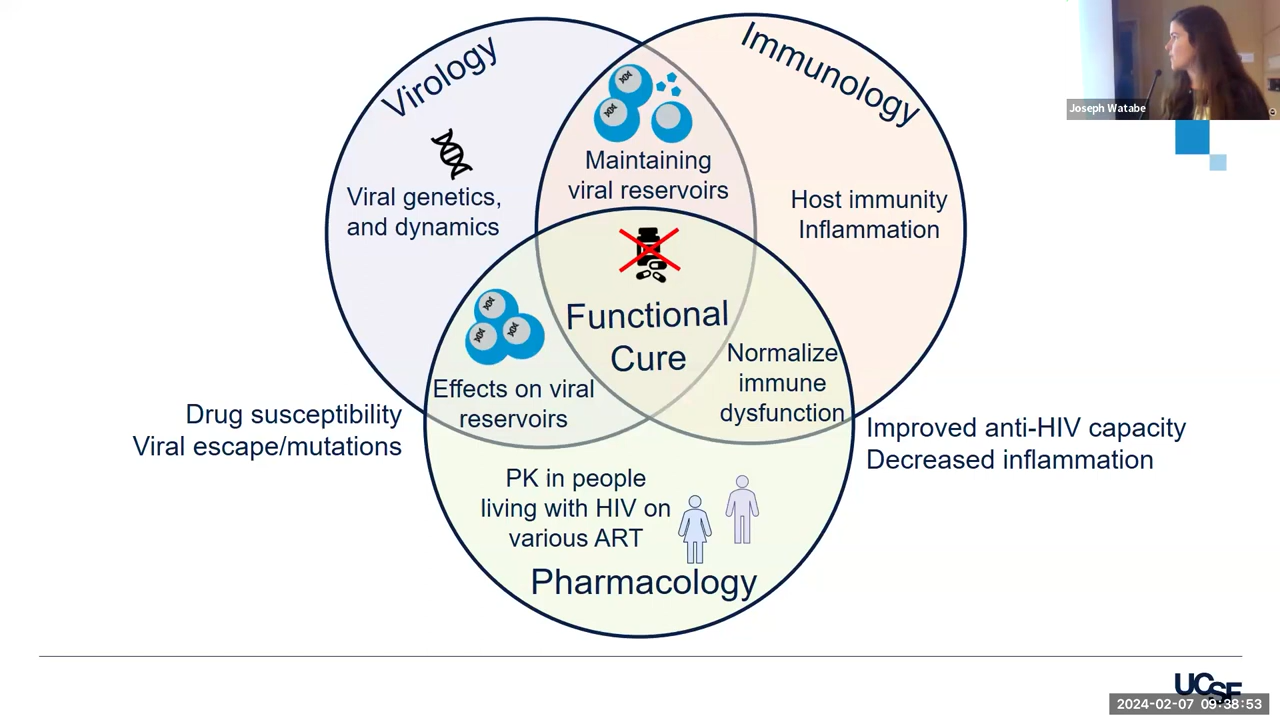 Virology
Immunology
Joseph Watabe
Maintaining
viral reservoirs
Viral genetics,
and dynamics
Host immunity
Inflammation
Functional
Cure
Normalize
immune
dysfunction
Effects on viral
reservoirs
Drug susceptibility
Viral escape/mutations
Improved anti-HIV capacity
Decreased inflammation
PK in people
living with HIV on
various ART
Pharmacology
UCSF
2024-02-07 09:38:53